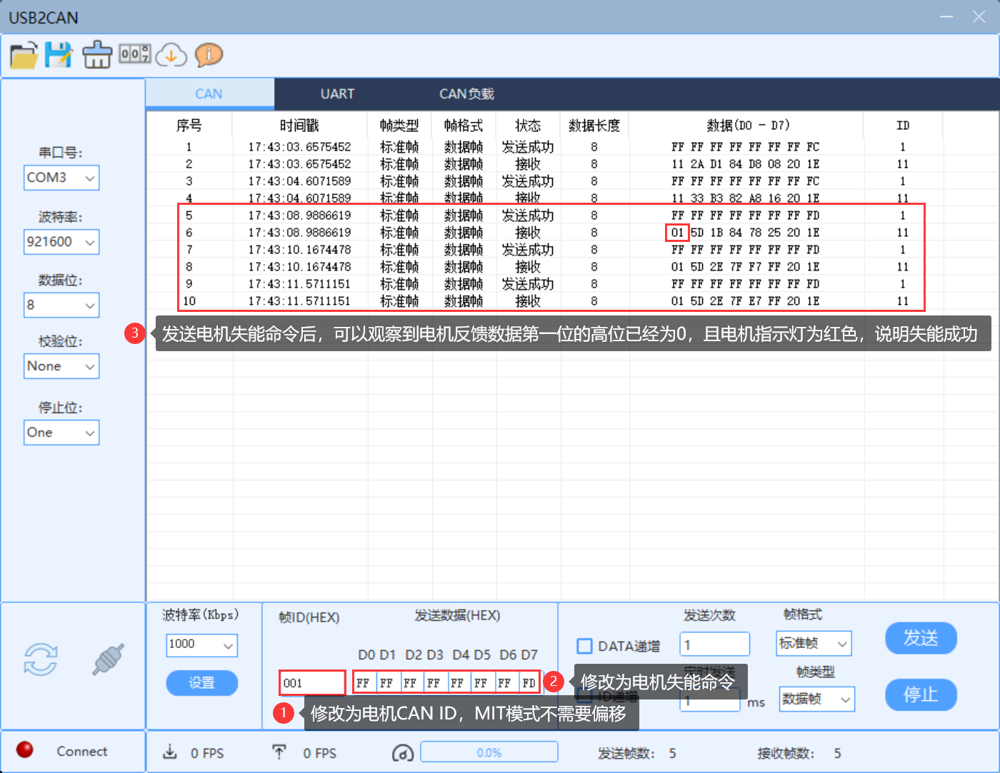 USB2CAN
CAN UART CAN负载
序号 时间戳 帧类型 帧格式 状态 数据长度 数据(D0 - D7) ID
1 17:43:03.6575452 标准帧 数据帧 发送成功 8 FF FF FF FF FF FF FF FC 1
2 17:43:03.6575452 标准帧 数据帧 接收 8 11 2A D1 84 D8 08 20 1E 11
3 17:43:04.6071589 标准帧 数据帧 发送成功 8 FF FF FF FF FF FF FF FC 1
4 17:43:04.6071589 标准帧 数据帧 接收 8 11 33 B3 82 A8 16 20 1E 11
5 17:43:08.9886619 标准帧 数据帧 发送成功 8 FF FF FF FF FF FF FF FD 1
6 17:43:08.9886619 标准帧 数据帧 接收 8 01 5D 1B 84 78 25 20 1E 11
7 17:43:10.1674478 标准帧 数据帧 发送成功 8 FF FF FF FF FF FF FF FD 1
8 17:43:10.1674478 标准帧 数据帧 接收 8 01 5D 2E 7F F7 FF 20 1E 11
9 17:43:11.5711151 标准帧 数据帧 发送成功 8 FF FF FF FF FF FF FF FD 1
10 17:43:11.5711151 标准帧 数据帧 接收 8 01 5D 2E 7F E7 FF 20 1E 11
3 发送电机失能命令后，可以观察到电机反馈数据第一位的高位已经为0，且电机指示灯为红色，说明失能成功
串口号:
COM3
波特率:
921600
数据位:
8
校验位:
None
停止位:
One
波特率(Kbps)
1000
设置
帧ID(HEX) 发送数据(HEX)
D0 D1 D2 D3 D4 D5 D6 D7
001 FF FF FF FF FF FF FF FD
2 修改为电机失能命令
1 修改为电机CAN ID，MIT模式不需要偏移
发送次数 帧格式
DATA递增 1 标准帧 发送
定时发送 帧类型
ID递增 1 ms 数据帧 停止
Connect 0 FPS 0 FPS 0.0% 发送帧数: 5 接收帧数: 5